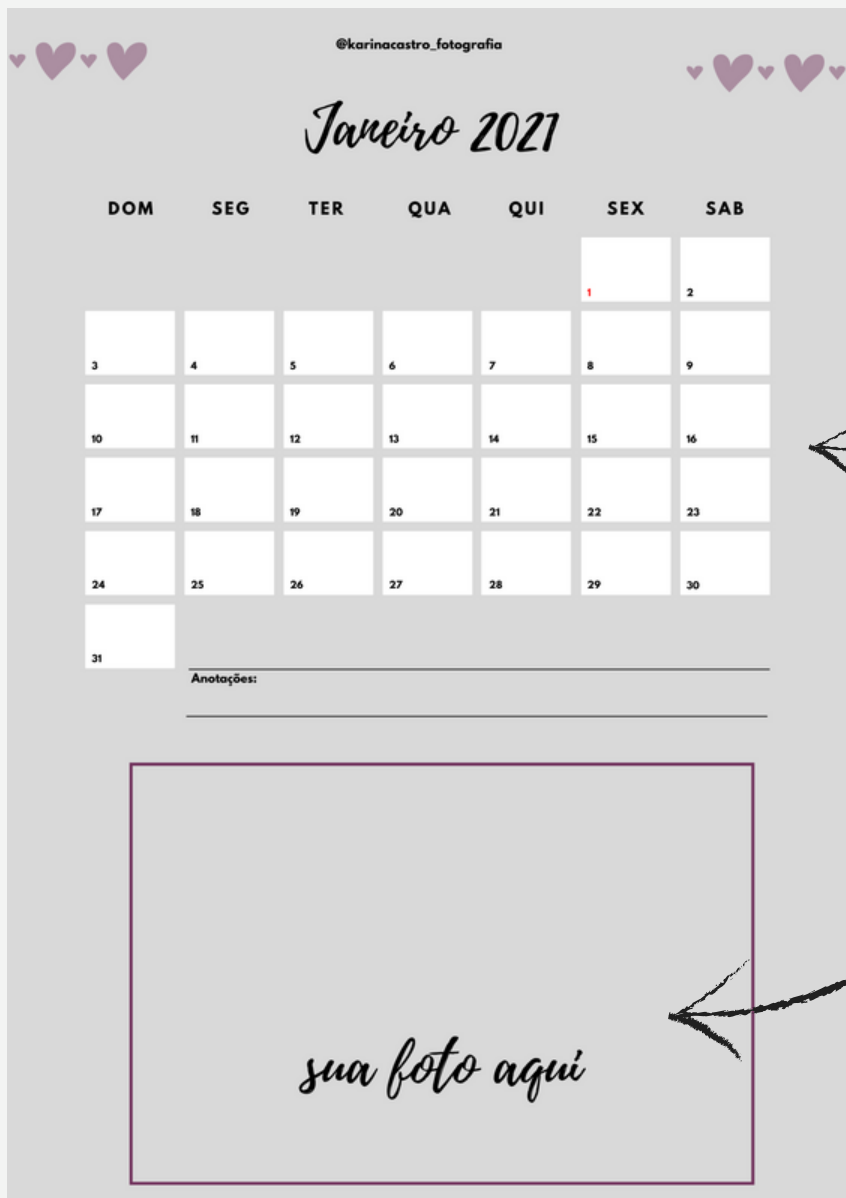 @karinacastro_fotografia
Janeiro 2021
DOM SEG TER QUA QUI SEX SAB
1 2
3 4 5 6 7 8 9
10 11 12 13 14 15 16
17 18 19 20 21 22 23
24 25 26 27 28 29 30
31
Anotações:
sua foto aqui